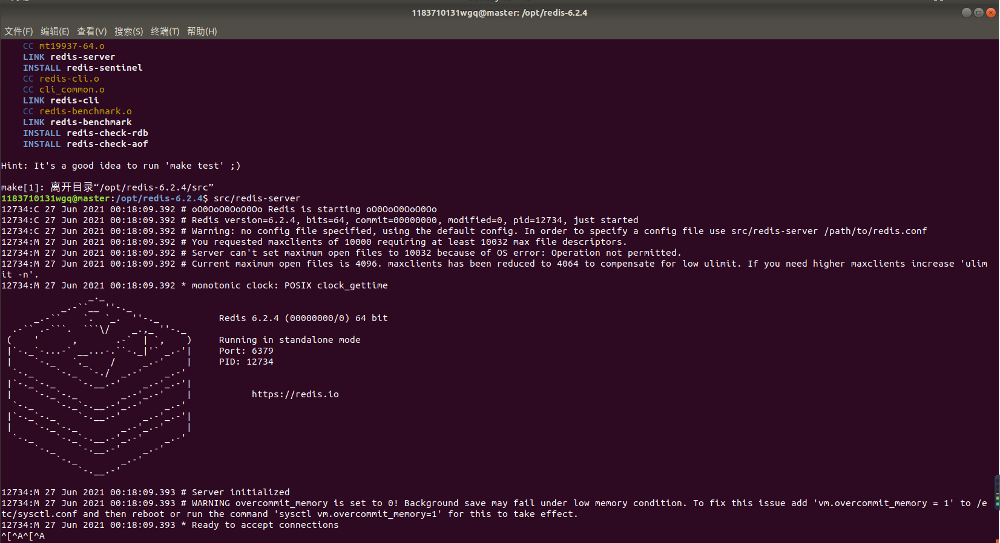 1183710131wgq@master: /opt/redis-6.2.4
文件(F) 编辑(E) 查看(V) 搜索(S) 终端(T) 帮助(H)
CC mt19937-64.o
LINK redis-server
INSTALL redis-sentinel
CC redis-cli.o
CC cli_common.o
LINK redis-cli
CC redis-benchmark.o
LINK redis-benchmark
INSTALL redis-check-rdb
INSTALL redis-check-aof
Hint: It's a good idea to run 'make test' ;)
make[1]: 离开目录“/opt/redis-6.2.4/src”
1183710131wgq@master:/opt/redis-6.2.4$ src/redis-server
12734:C 27 Jun 2021 00:18:09.392 # oO0OoO0OoO0Oo Redis is starting oO0OoO0OoO0Oo
12734:C 27 Jun 2021 00:18:09.392 # Redis version=6.2.4, bits=64, commit=00000000, modified=0, pid=12734, just started
12734:C 27 Jun 2021 00:18:09.392 # Warning: no config file specified, using the default config. In order to specify a config file use src/redis-server /path/to/redis.conf
12734:M 27 Jun 2021 00:18:09.392 # You requested maxclients of 10000 requiring at least 10032 max file descriptors.
12734:M 27 Jun 2021 00:18:09.392 # Server can't set maximum open files to 10032 because of OS error: Operation not permitted.
12734:M 27 Jun 2021 00:18:09.392 # Current maximum open files is 4096. maxclients has been reduced to 4064 to compensate for low ulimit. If you need higher maxclients increase 'ulim
it -n'.
12734:M 27 Jun 2021 00:18:09.392 * monotonic clock: POSIX clock_gettime
Redis 6.2.4 (00000000/0) 64 bit
Running in standalone mode
Port: 6379
PID: 12734
https://redis.io
12734:M 27 Jun 2021 00:18:09.393 # Server initialized
12734:M 27 Jun 2021 00:18:09.393 # WARNING overcommit_memory is set to 0! Background save may fail under low memory condition. To fix this issue add 'vm.overcommit_memory = 1' to /e
tc/sysctl.conf and then reboot or run the command 'sysctl vm.overcommit_memory=1' for this to take effect.
12734:M 27 Jun 2021 00:18:09.393 * Ready to accept connections
^[^A^[^A